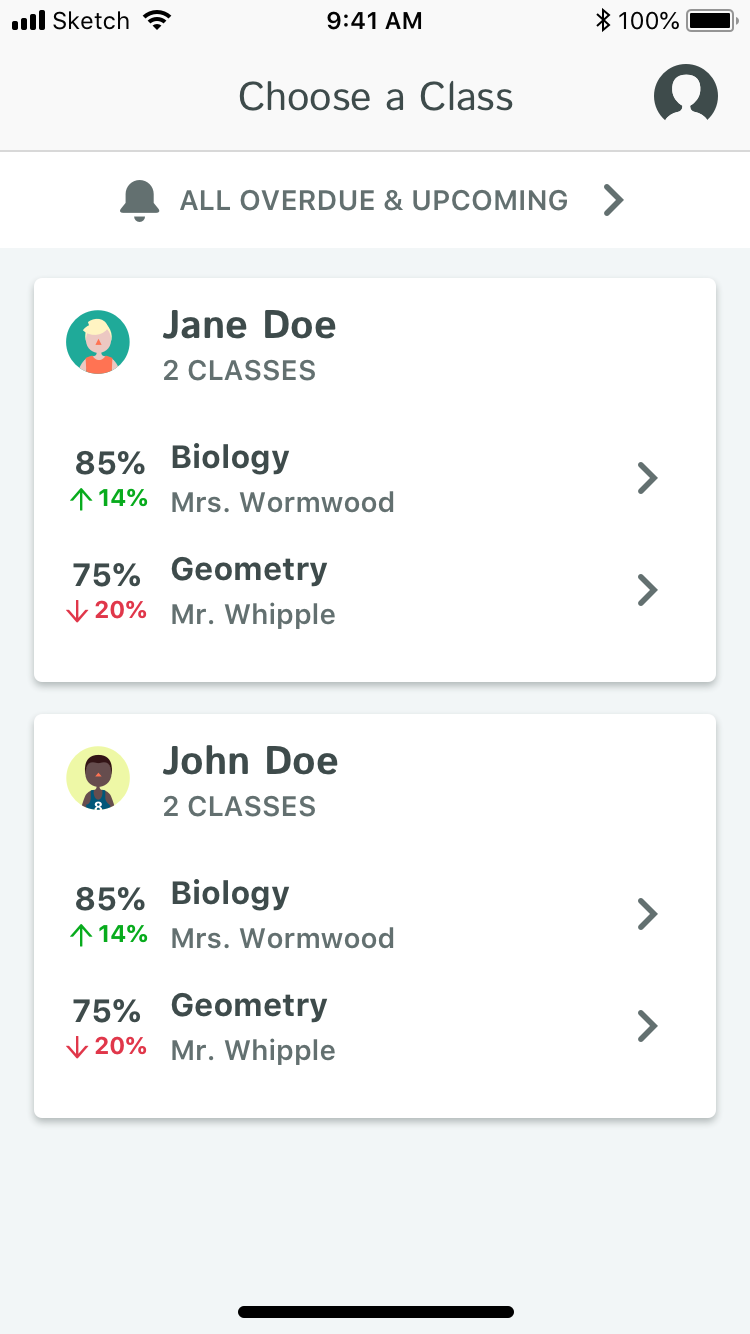 Sketch 9:41 AM 100%
Choose a Class
ALL OVERDUE & UPCOMING
Jane Doe
2 CLASSES
85% Biology
14% Mrs. Wormwood
75% Geometry
20% Mr. Whipple
John Doe
8
2 CLASSES
85% Biology
14% Mrs. Wormwood
75% Geometry
20% Mr. Whipple